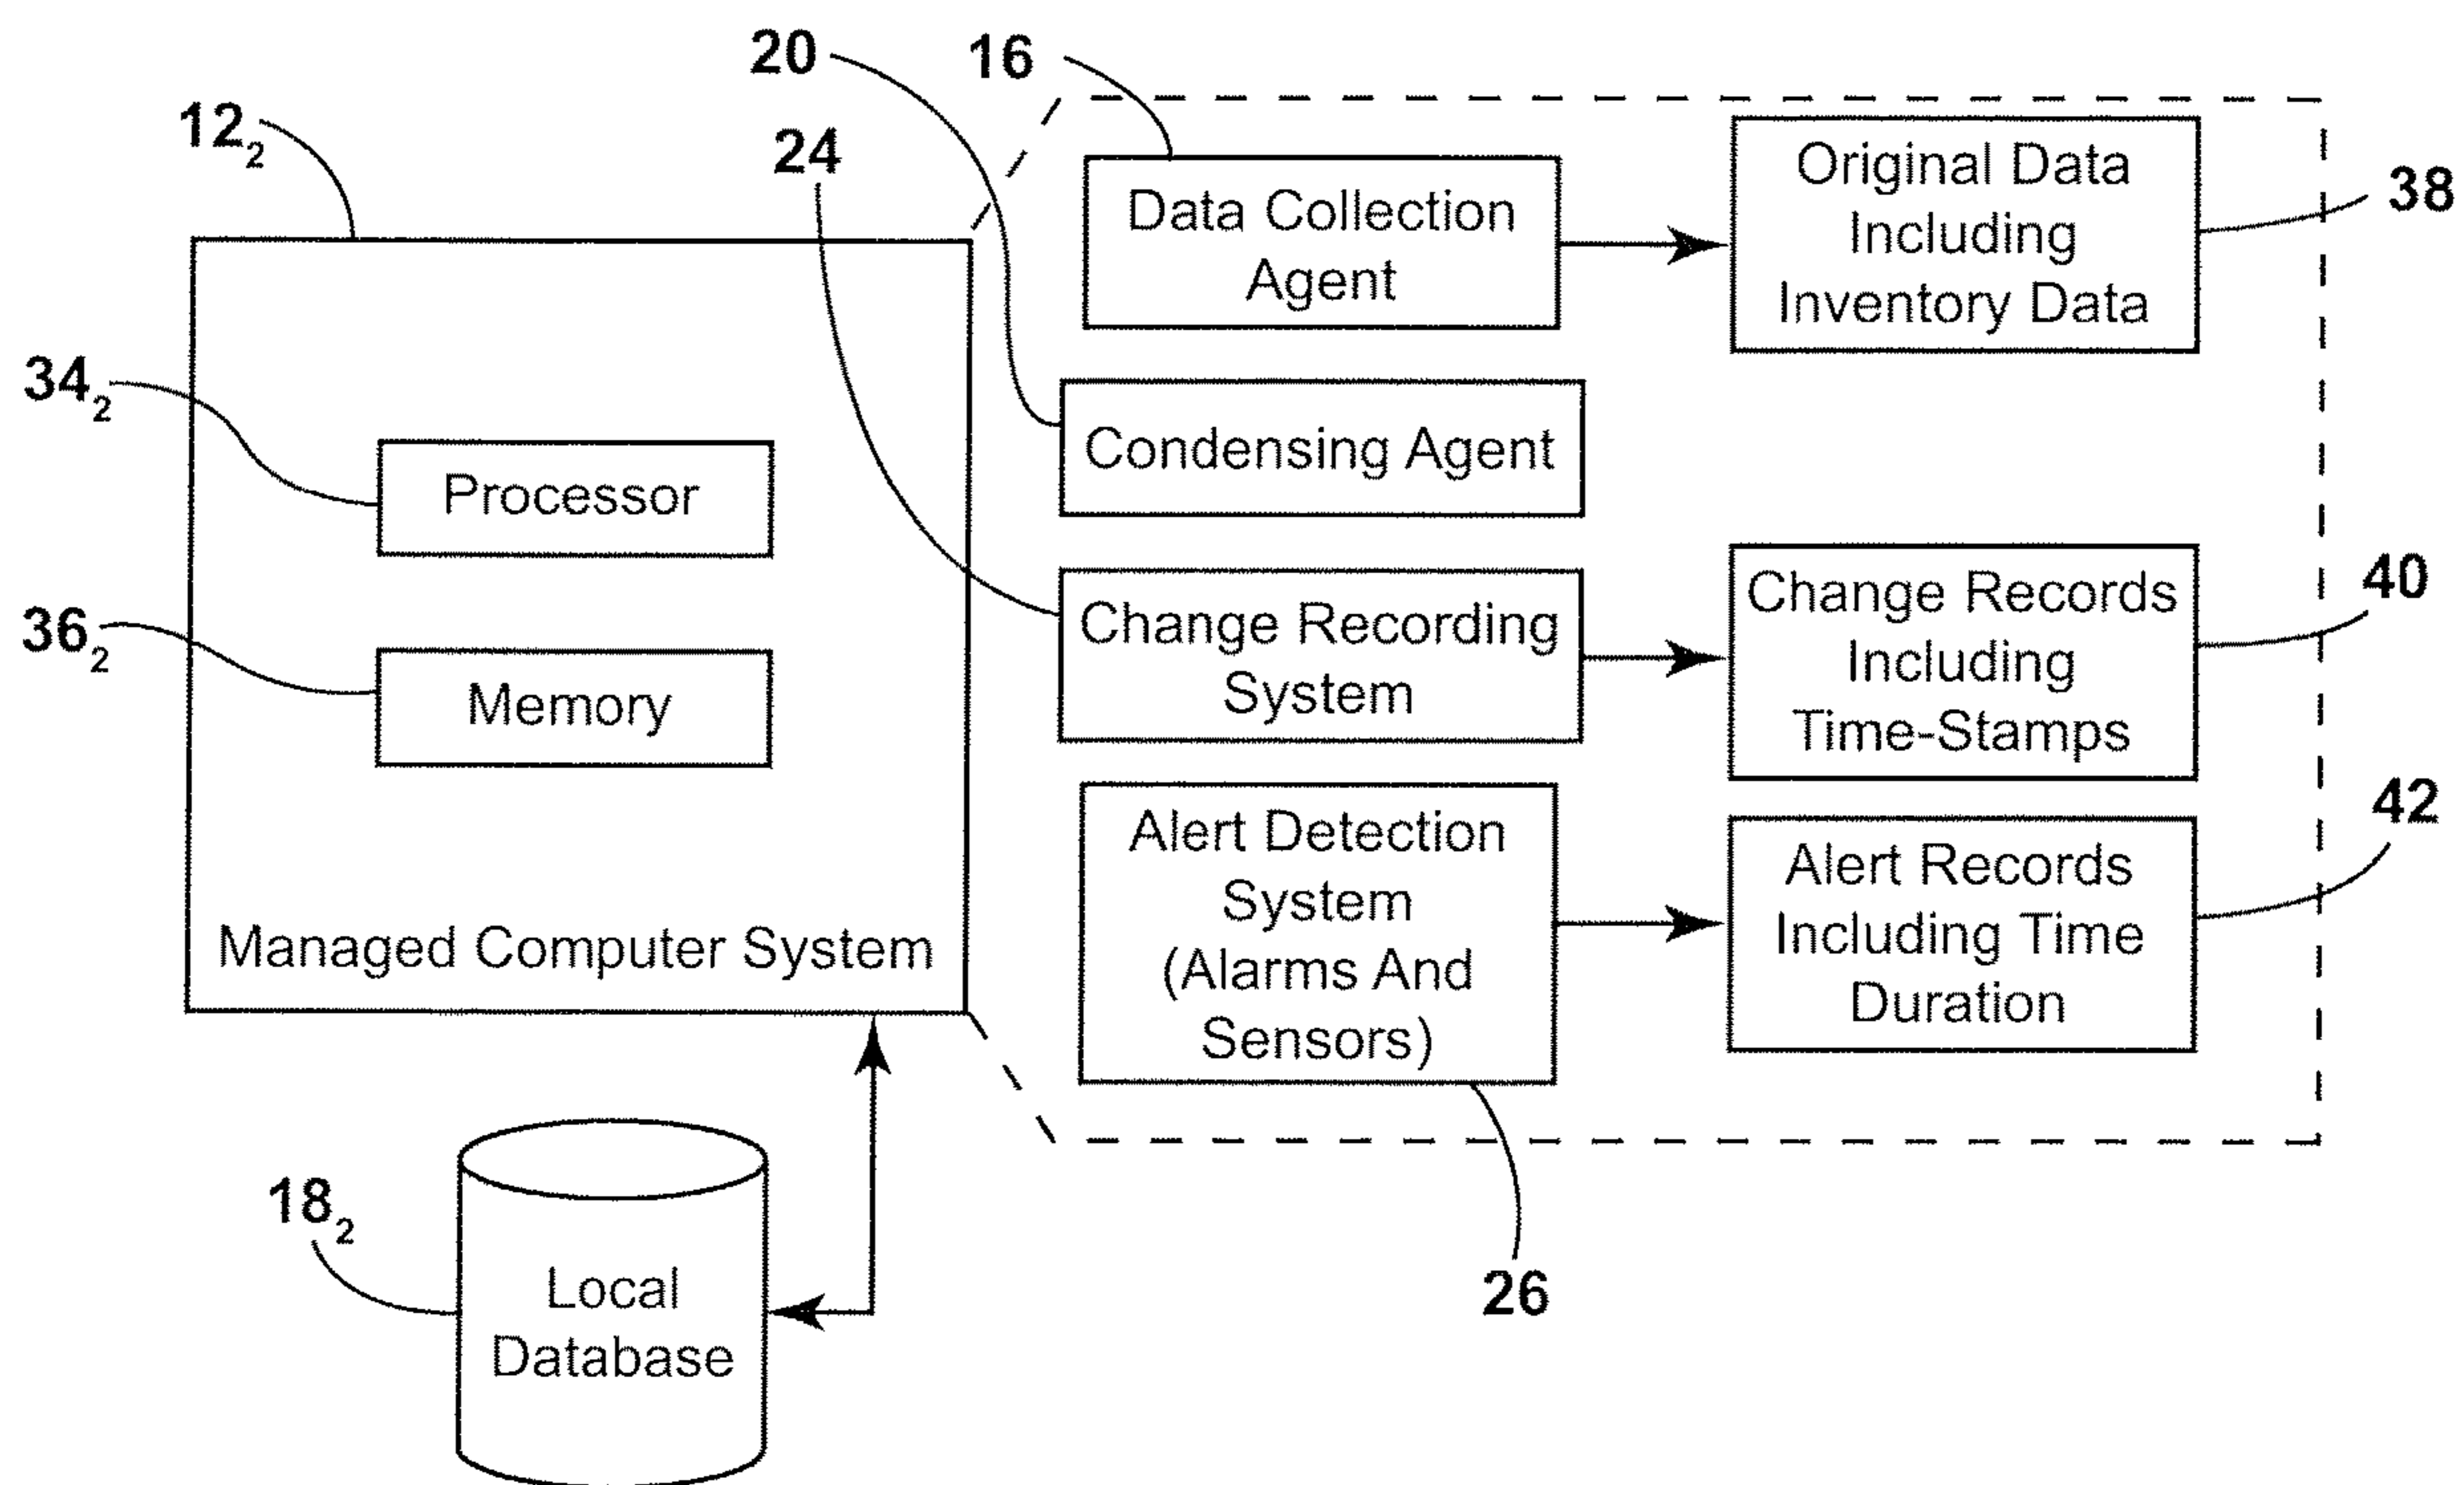 20
16
12₂
24
Data Collection
Agent
Original Data
Including
Inventory Data
38
34₂
Processor
Condensing Agent
36₂
Memory
Change Recording
System
Change Records
Including
Time-Stamps
40
Managed Computer System
Alert Detection
System
(Alarms And
Sensors)
Alert Records
Including Time
Duration
42
18₂
Local
Database
26